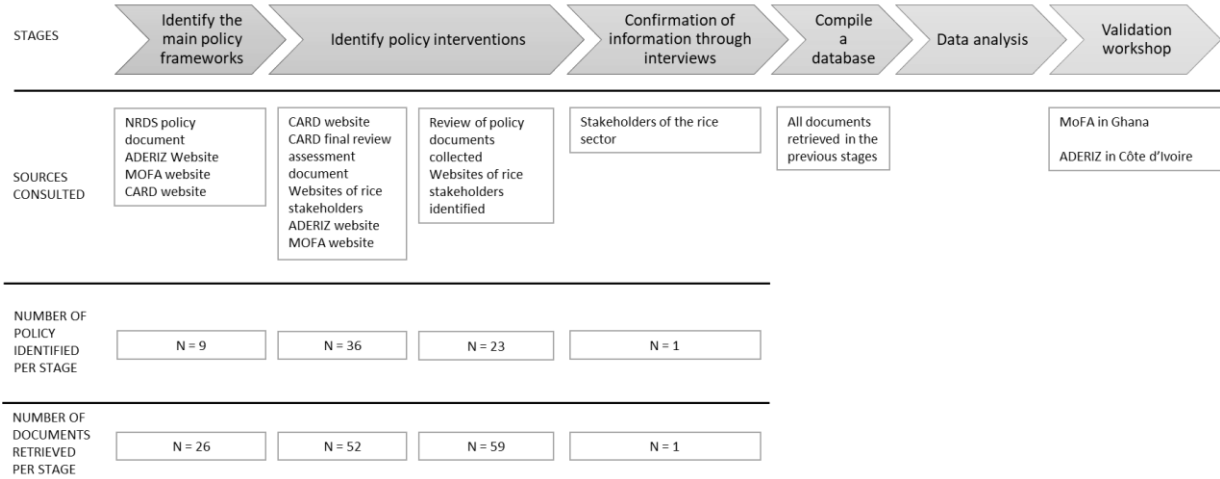 STAGES
Identify the
main policy
frameworks
Identify policy interventions
Confirmation of
information through
interviews
Compile
a
database
Data analysis
Validation
workshop
SOURCES
CONSULTED
NRDS policy
document
ADERIZ Website
MOFA website
CARD website
CARD website
CARD final review
assessment
document
Websites of rice
stakeholders
ADERIZ website
MOFA website
Review of policy
documents
collected
Websites of rice
stakeholders
identified
Stakeholders of the rice
sector
All documents
retrieved in the
previous stages
MoFA in Ghana
ADERIZ in Côte d'Ivoire
NUMBER OF
POLICY
IDENTIFIED
PER STAGE
N = 9
N = 36
N = 23
N = 1
NUMBER OF
DOCUMENTS
RETRIEVED
PER STAGE
N = 26
N = 52
N = 59
N = 1